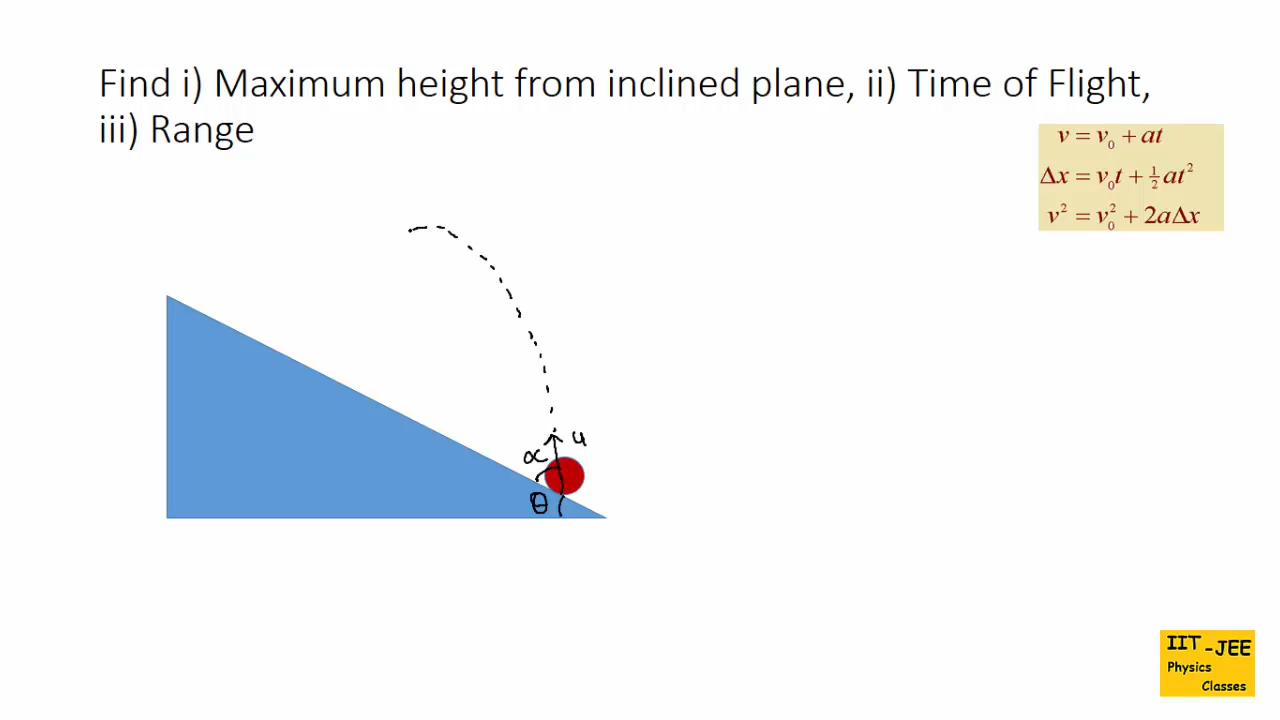 Find i) Maximum height from inclined plane, ii) Time of Flight,
iii) Range
v = v₀ + at
Δx = v₀t + ½at²
v² = v₀² + 2aΔx
u
α
θ
IIT - JEE
Physics
Classes